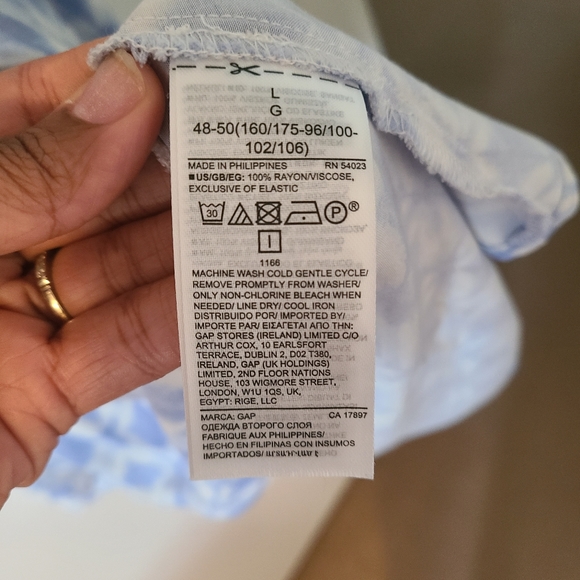 L
G
48-50(160/175-96/100-
102/106)
MADE IN PHILIPPINES RN 54023
■US/GB/EG: 100% RAYON/VISCOSE,
EXCLUSIVE OF ELASTIC
30 P®
I
1166
MACHINE WASH COLD GENTLE CYCLE/
REMOVE PROMPTLY FROM WASHER/
ONLY NON-CHLORINE BLEACH WHEN
NEEDED/ LINE DRY/ COOL IRON
DISTRIBUIDO POR/ IMPORTED BY/
IMPORTE PAR/ ΕΙΣΑΓΕΤΑΙ ΑΠΟ ΤΗΝ:
GAP STORES (IRELAND) LIMITED C/O
ARTHUR COX, 10 EARLSFORT
TERRACE, DUBLIN 2, D02 T380,
IRELAND, GAP (UK HOLDINGS)
LIMITED, 2ND FLOOR NATIONS
HOUSE, 103 WIGMORE STREET,
LONDON, W1U 1QS, UK,
EGYPT: RIGE, LLC
MARCA: GAP CA 17897
ОДЕЖДА ВТОРОГО СЛОЯ
FABRIQUE AUX PHILIPPINES/
HECHO EN FILIPINAS CON INSUMOS
IMPORTADOS/